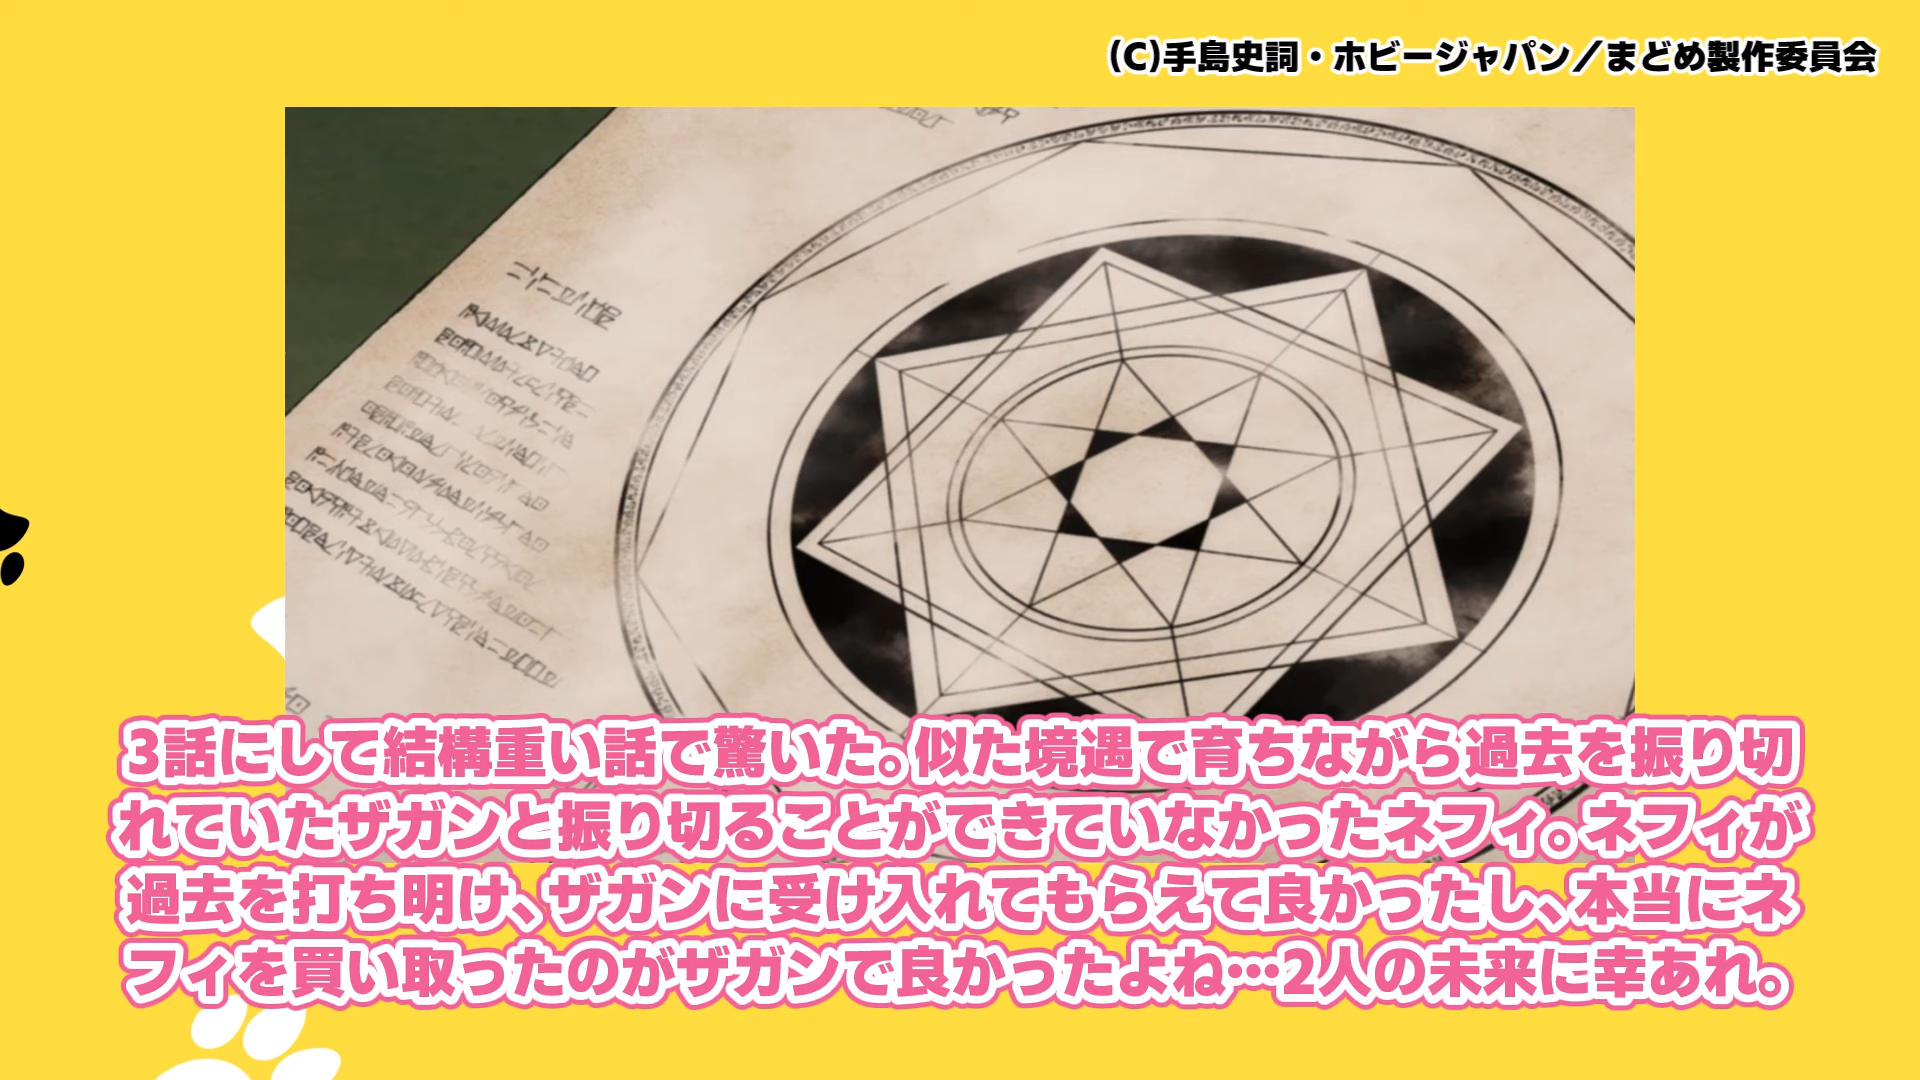 (C)手島史詞・ホビージャパン／まどめ製作委員会
3話にして結構重い話で驚いた。似た境遇で育ちながら過去を振り切
れていたザガンと振り切ることができていなかったネフィ。ネフィが
過去を打ち明け、ザガンに受け入れてもらえて良かったし、本当にネ
フィを買い取ったのがザガンで良かったよね…2人の未来に幸あれ。